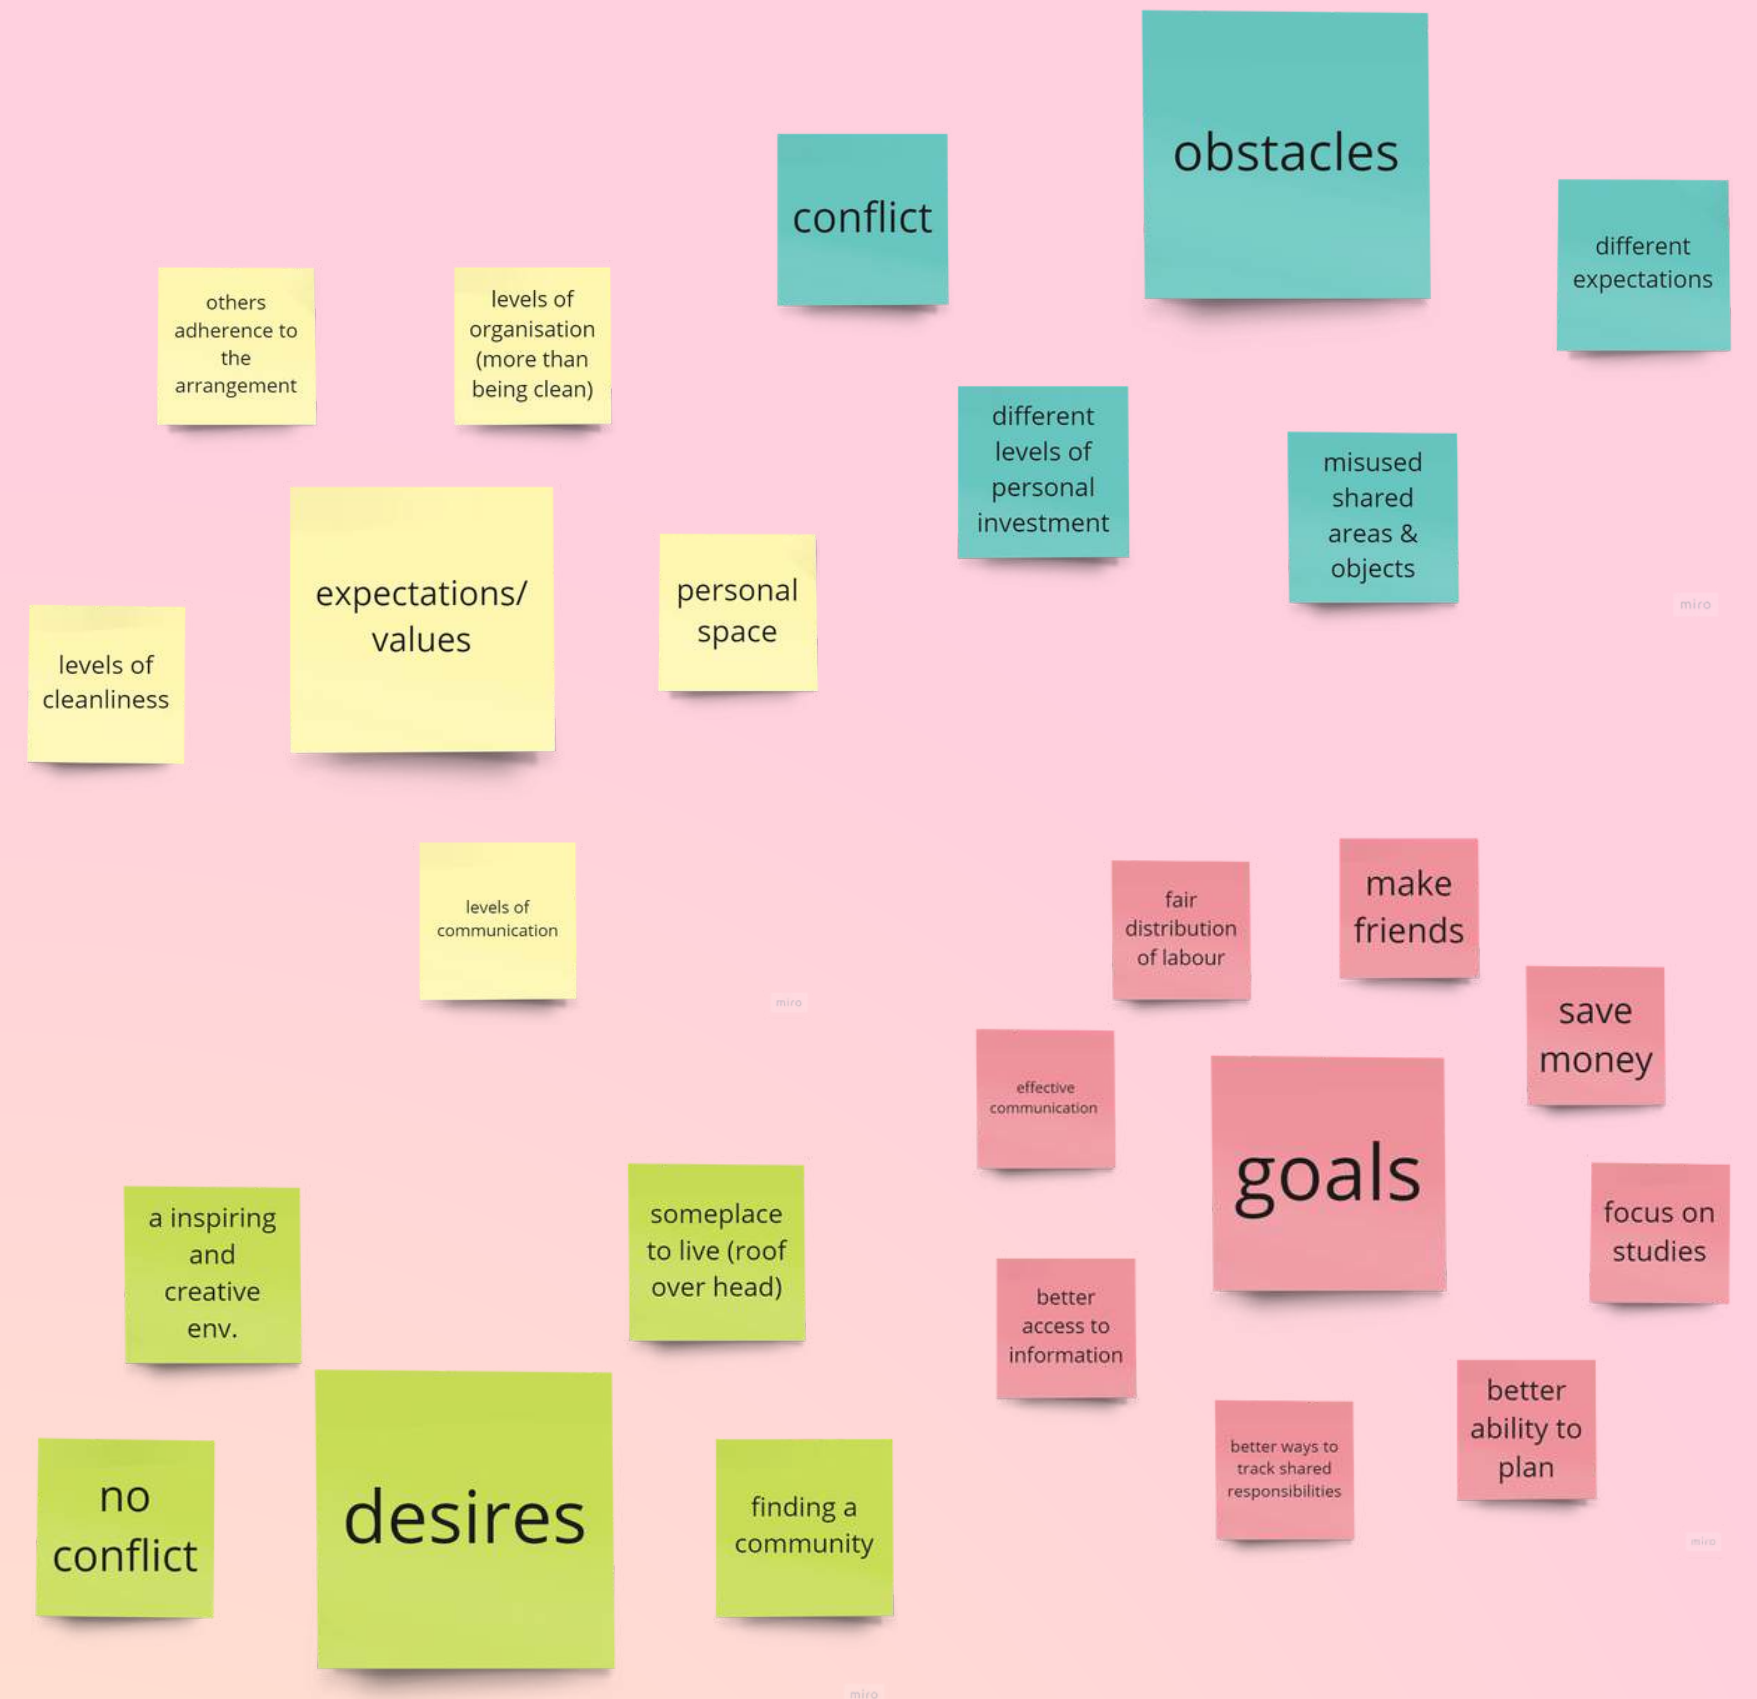 obstacles
conflict
different
expectations
different
levels of
personal
investment
misused
shared
areas &
objects
miro
others
adherence to
the
arrangement
levels of
organisation
(more than
being clean)
expectations/
values
personal
space
levels of
cleanliness
levels of
communication
miro
fair
distribution
of labour
make
friends
save
money
effective
communication
goals
focus on
studies
better
access to
information
better
ability to
plan
better ways to
track shared
responsibilities
miro
a inspiring
and
creative
env.
someplace
to live (roof
over head)
no
conflict
desires
finding a
community
miro